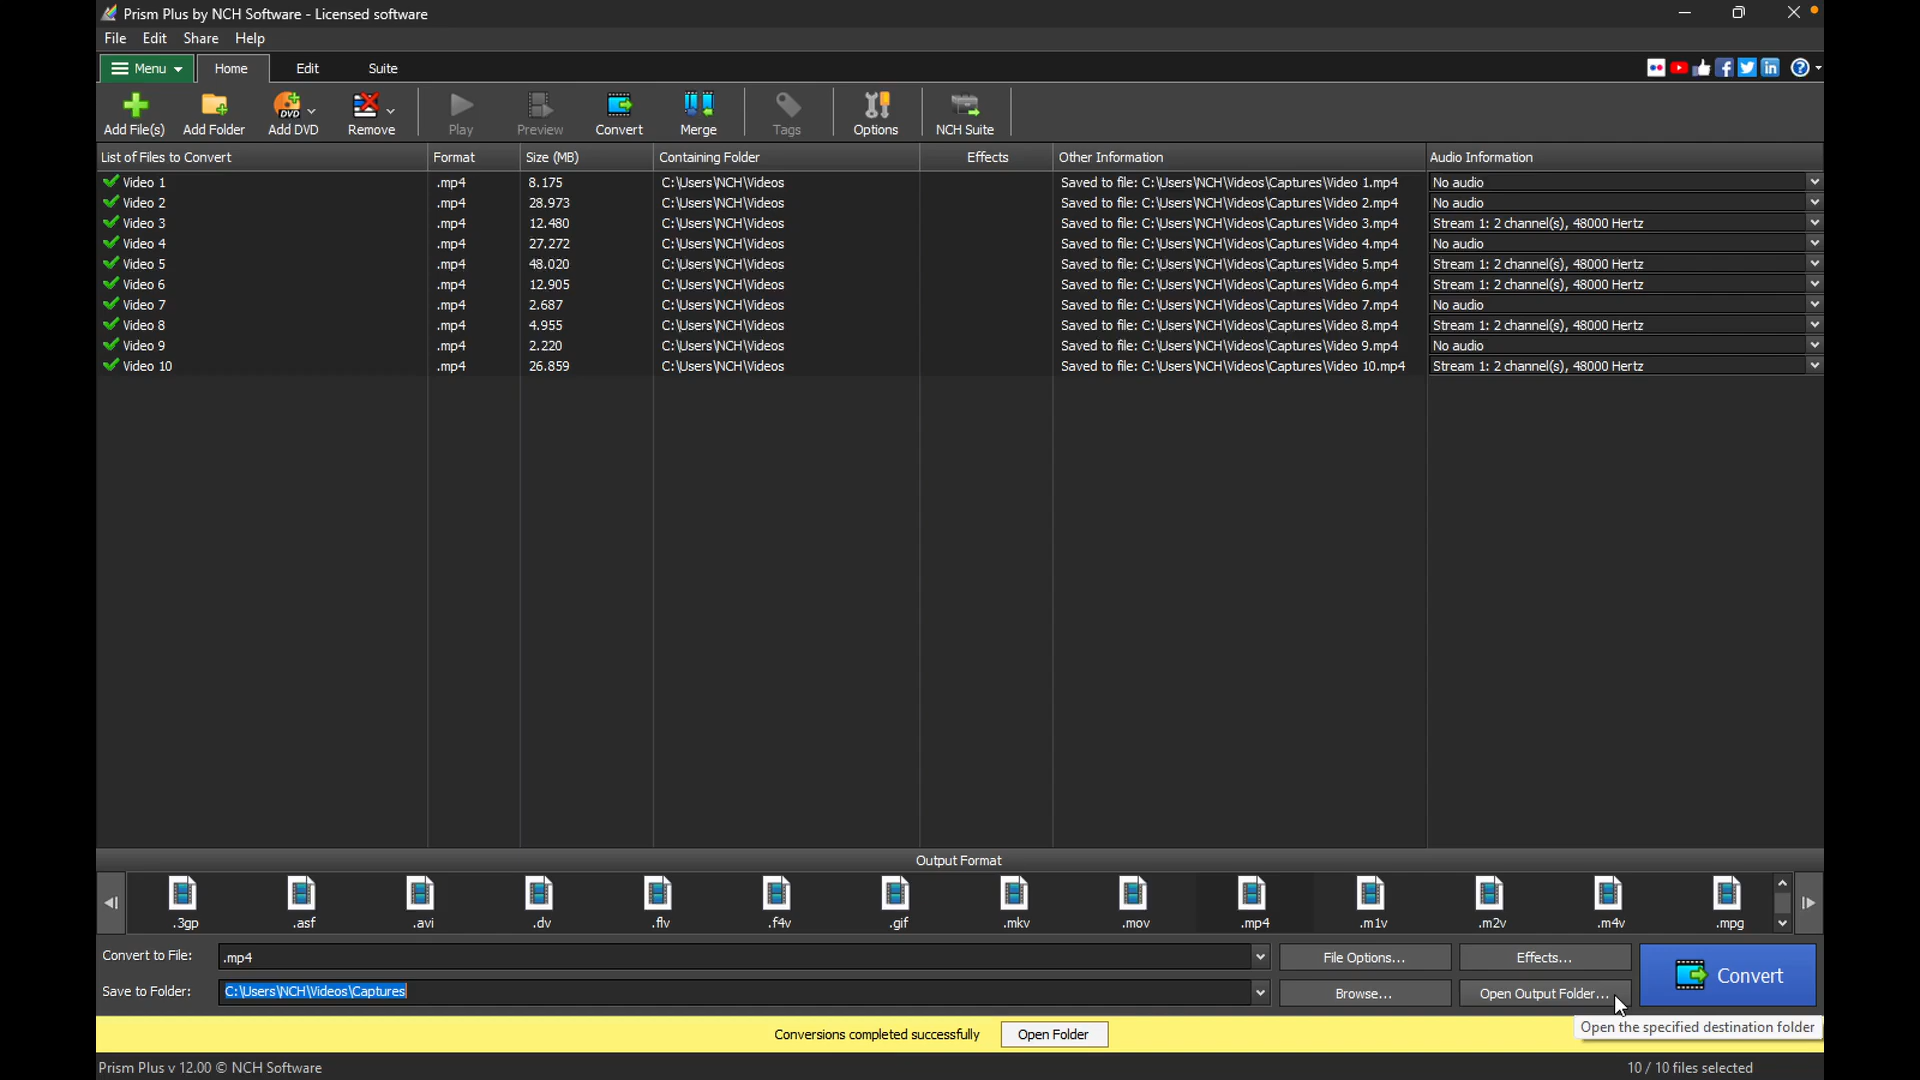 Prism Plus by NCH Software - Licensed software
File Edit Share Help
Menu Home Edit Suite
Add File(s) Add Folder Add DVD Remove Play Preview Convert Merge Tags Options NCH Suite
List of Files to Convert Format Size (MB) Containing Folder Effects Other Information Audio Information
Video 1 .mp4 8.175 C:\Users\NCH\Videos Saved to file: C:\Users\NCH\Videos\Captures\Video 1.mp4 No audio
Video 2 .mp4 28.973 C:\Users\NCH\Videos Saved to file: C:\Users\NCH\Videos\Captures\Video 2.mp4 No audio
Video 3 .mp4 12.480 C:\Users\NCH\Videos Saved to file: C:\Users\NCH\Videos\Captures\Video 3.mp4 Stream 1: 2 channel(s), 48000 Hertz
Video 4 .mp4 27.272 C:\Users\NCH\Videos Saved to file: C:\Users\NCH\Videos\Captures\Video 4.mp4 No audio
Video 5 .mp4 48.020 C:\Users\NCH\Videos Saved to file: C:\Users\NCH\Videos\Captures\Video 5.mp4 Stream 1: 2 channel(s), 48000 Hertz
Video 6 .mp4 12.905 C:\Users\NCH\Videos Saved to file: C:\Users\NCH\Videos\Captures\Video 6.mp4 Stream 1: 2 channel(s), 48000 Hertz
Video 7 .mp4 2.687 C:\Users\NCH\Videos Saved to file: C:\Users\NCH\Videos\Captures\Video 7.mp4 No audio
Video 8 .mp4 4.955 C:\Users\NCH\Videos Saved to file: C:\Users\NCH\Videos\Captures\Video 8.mp4 Stream 1: 2 channel(s), 48000 Hertz
Video 9 .mp4 2.220 C:\Users\NCH\Videos Saved to file: C:\Users\NCH\Videos\Captures\Video 9.mp4 No audio
Video 10 .mp4 26.859 C:\Users\NCH\Videos Saved to file: C:\Users\NCH\Videos\Captures\Video 10.mp4 Stream 1: 2 channel(s), 48000 Hertz
Output Format
.3gp .asf .avi .dv .flv .f4v .gif .mkv .mov .mp4 .m1v .m2v .m4v .mpg
Convert to File: .mp4 File Options... Effects... Convert
Save to Folder: C:\Users\NCH\Videos\Captures Browse... Open Output Folder...
Conversions completed successfully Open Folder Open the specified destination folder
Prism Plus v 12.00 © NCH Software 10 / 10 files selected